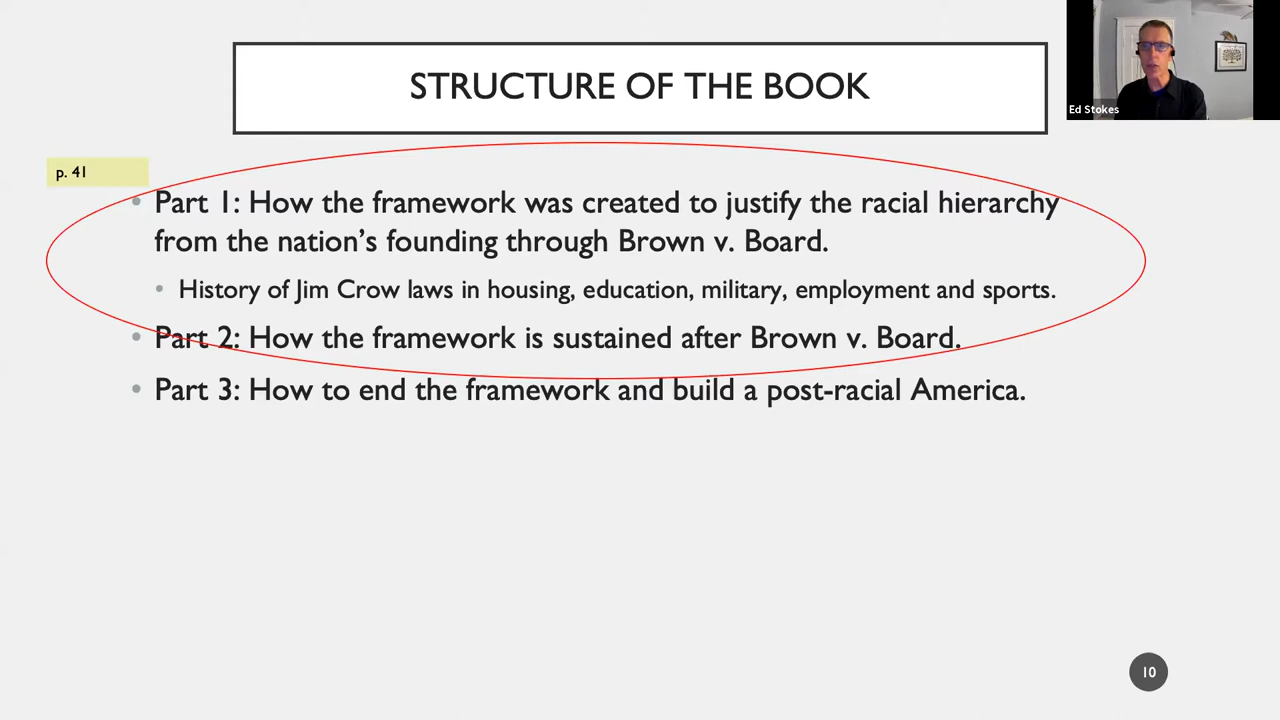 STRUCTURE OF THE BOOK
Ed Stokes
p. 41
• Part 1: How the framework was created to justify the racial hierarchy
from the nation's founding through Brown v. Board.
• History of Jim Crow laws in housing, education, military, employment and sports.
• Part 2: How the framework is sustained after Brown v. Board.
• Part 3: How to end the framework and build a post-racial America.
10